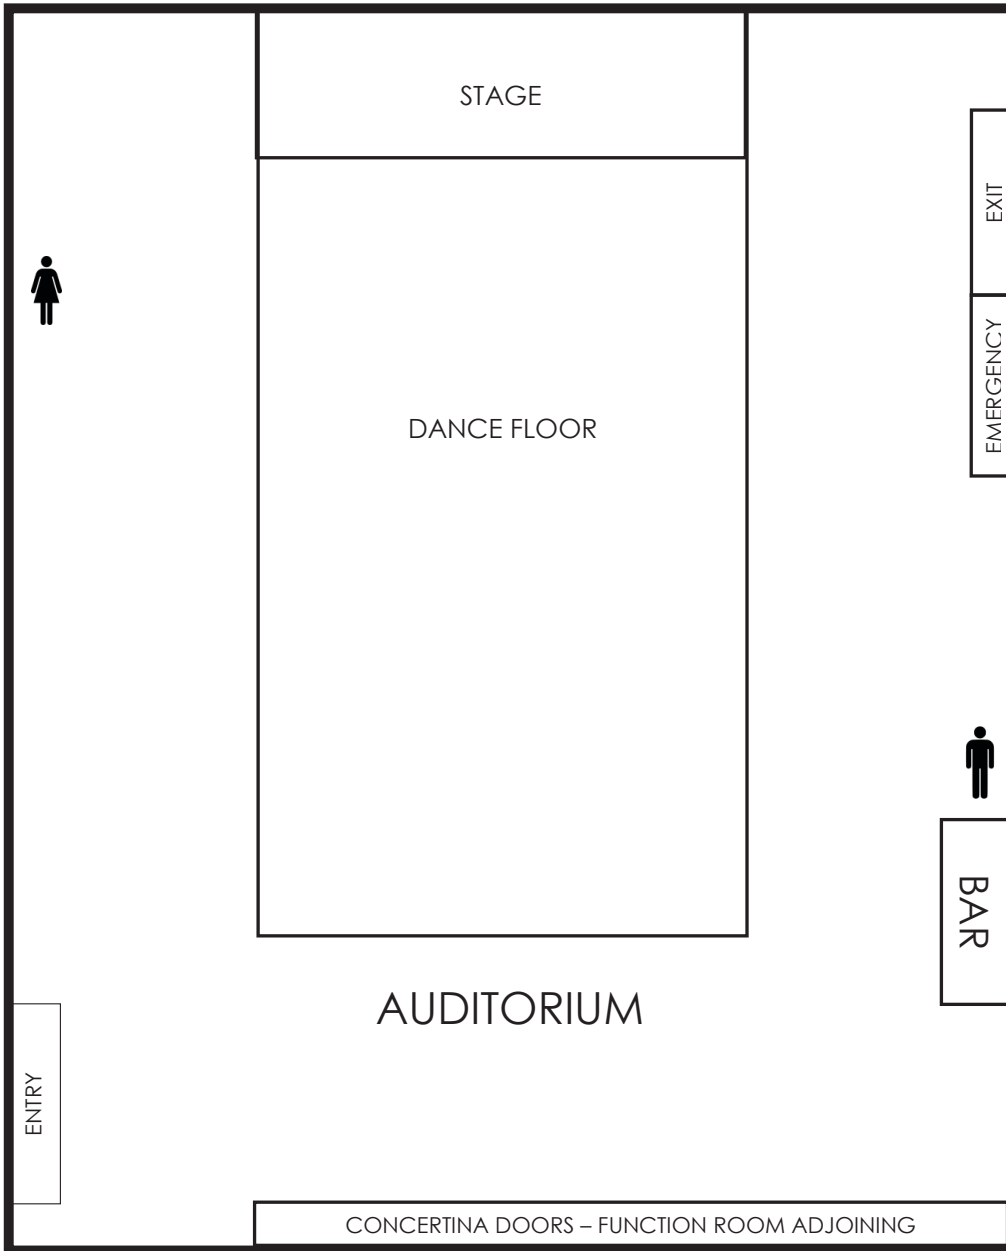 STAGE
EXIT
EMERGENCY
DANCE FLOOR
BAR
AUDITORIUM
ENTRY
CONCERTINA DOORS – FUNCTION ROOM ADJOINING